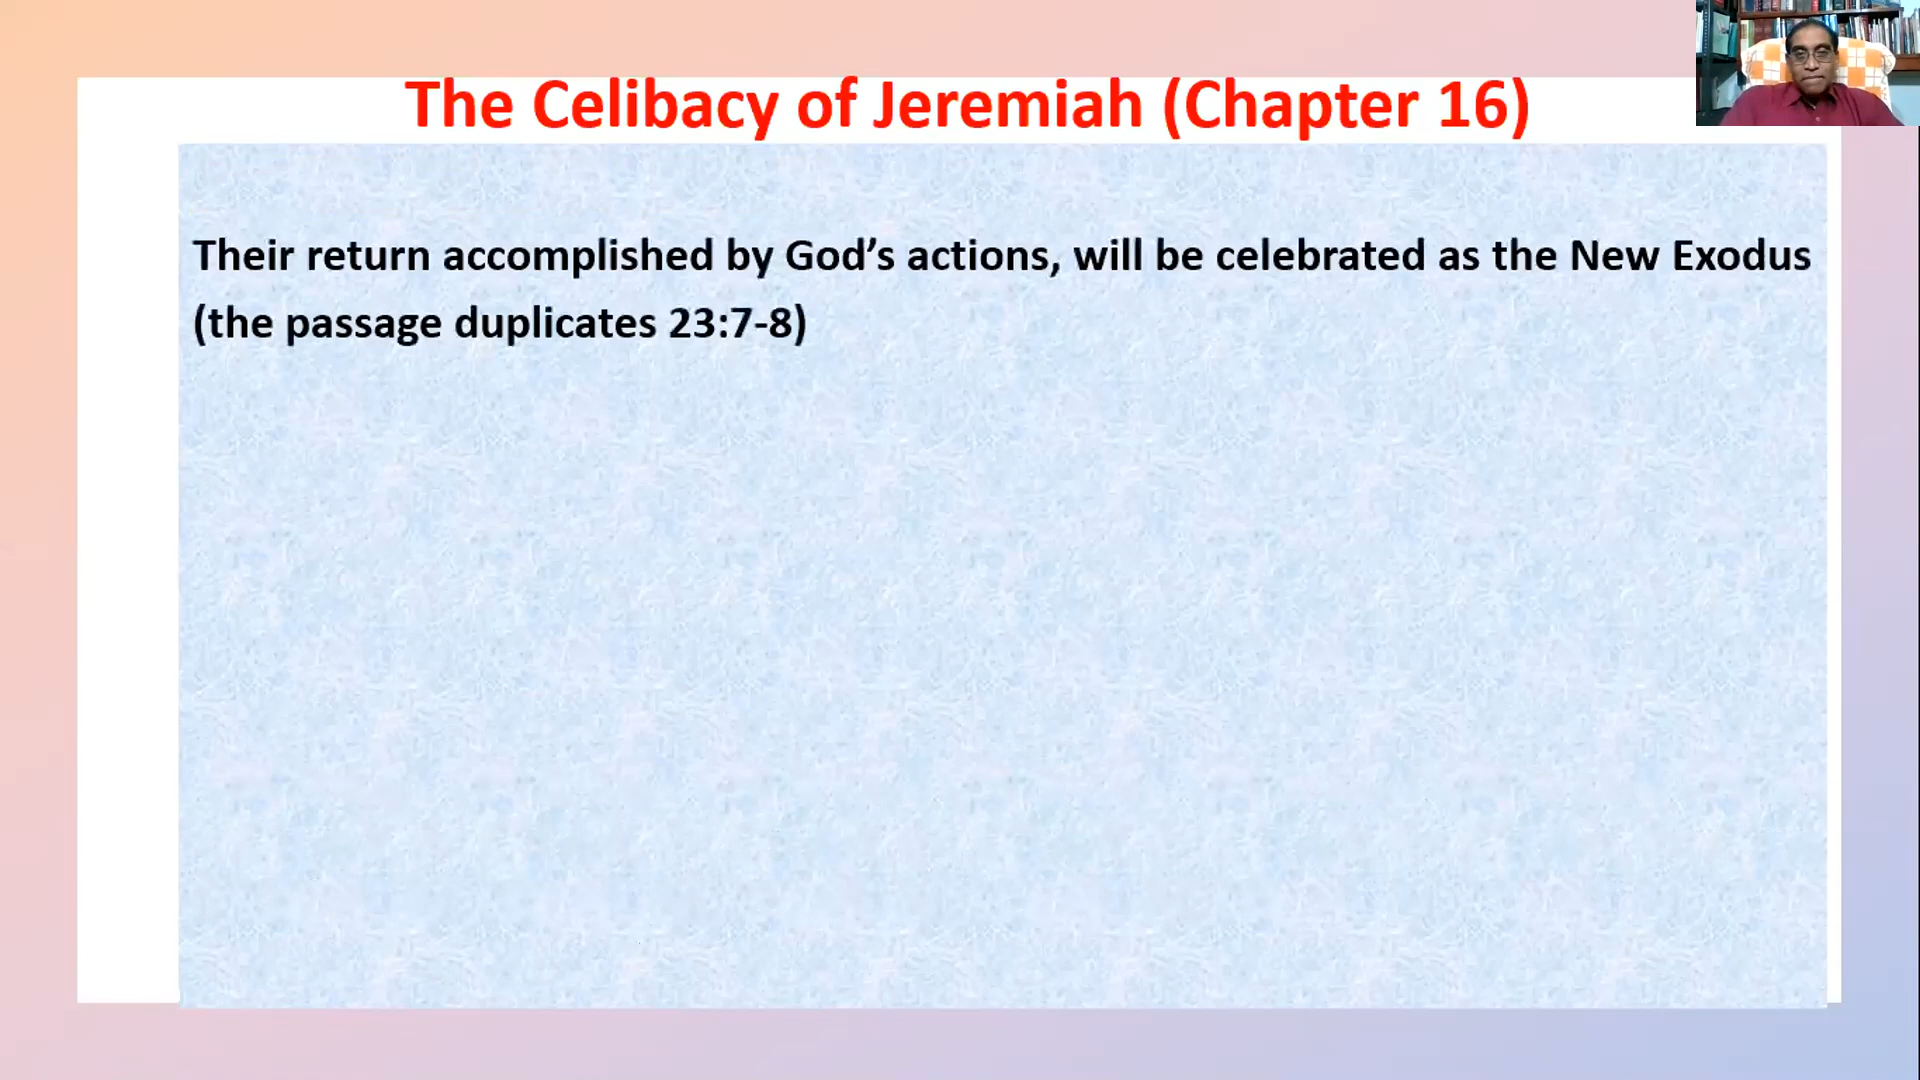 The Celibacy of Jeremiah (Chapter 16)
Their return accomplished by God’s actions, will be celebrated as the New Exodus
(the passage duplicates 23:7-8)